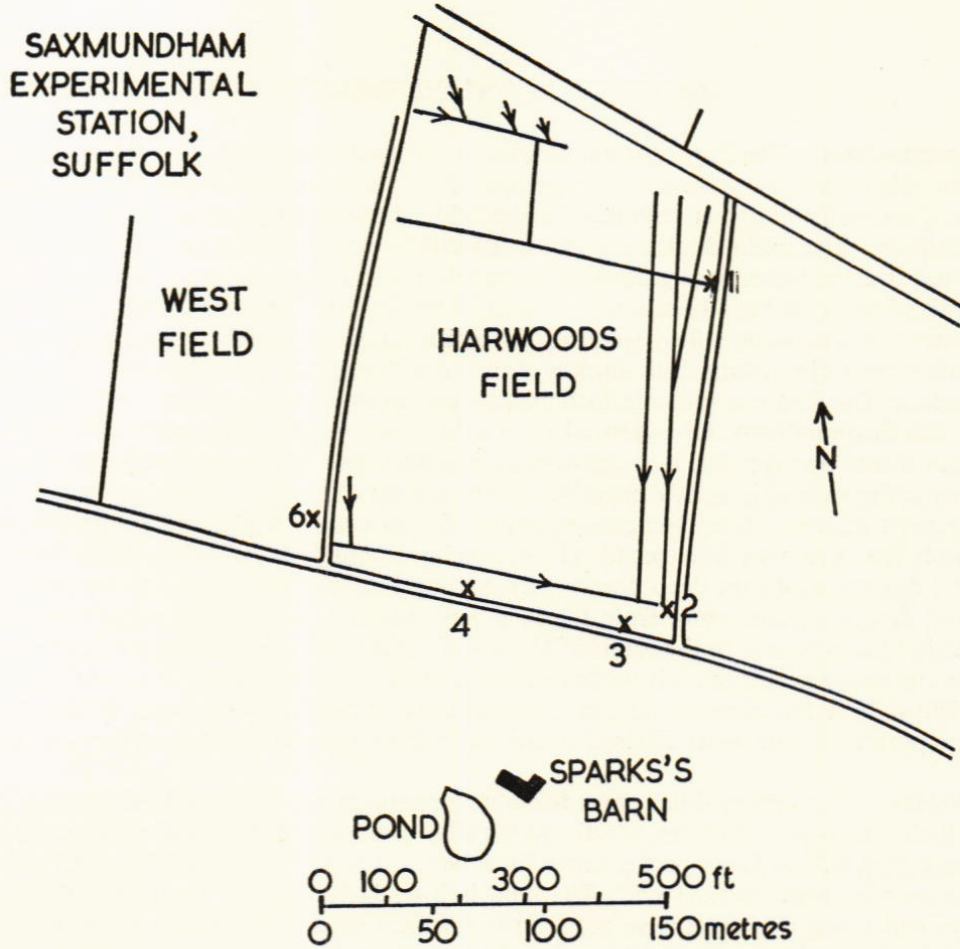 SAXMUNDHAM
EXPERIMENTAL
STATION,
SUFFOLK
WEST
FIELD
HARWOODS
FIELD
x 1
N
6x
x 2
x
4
x
3
SPARKS'S
BARN
POND
0 100 300 500 ft
0 50 100 150 metres